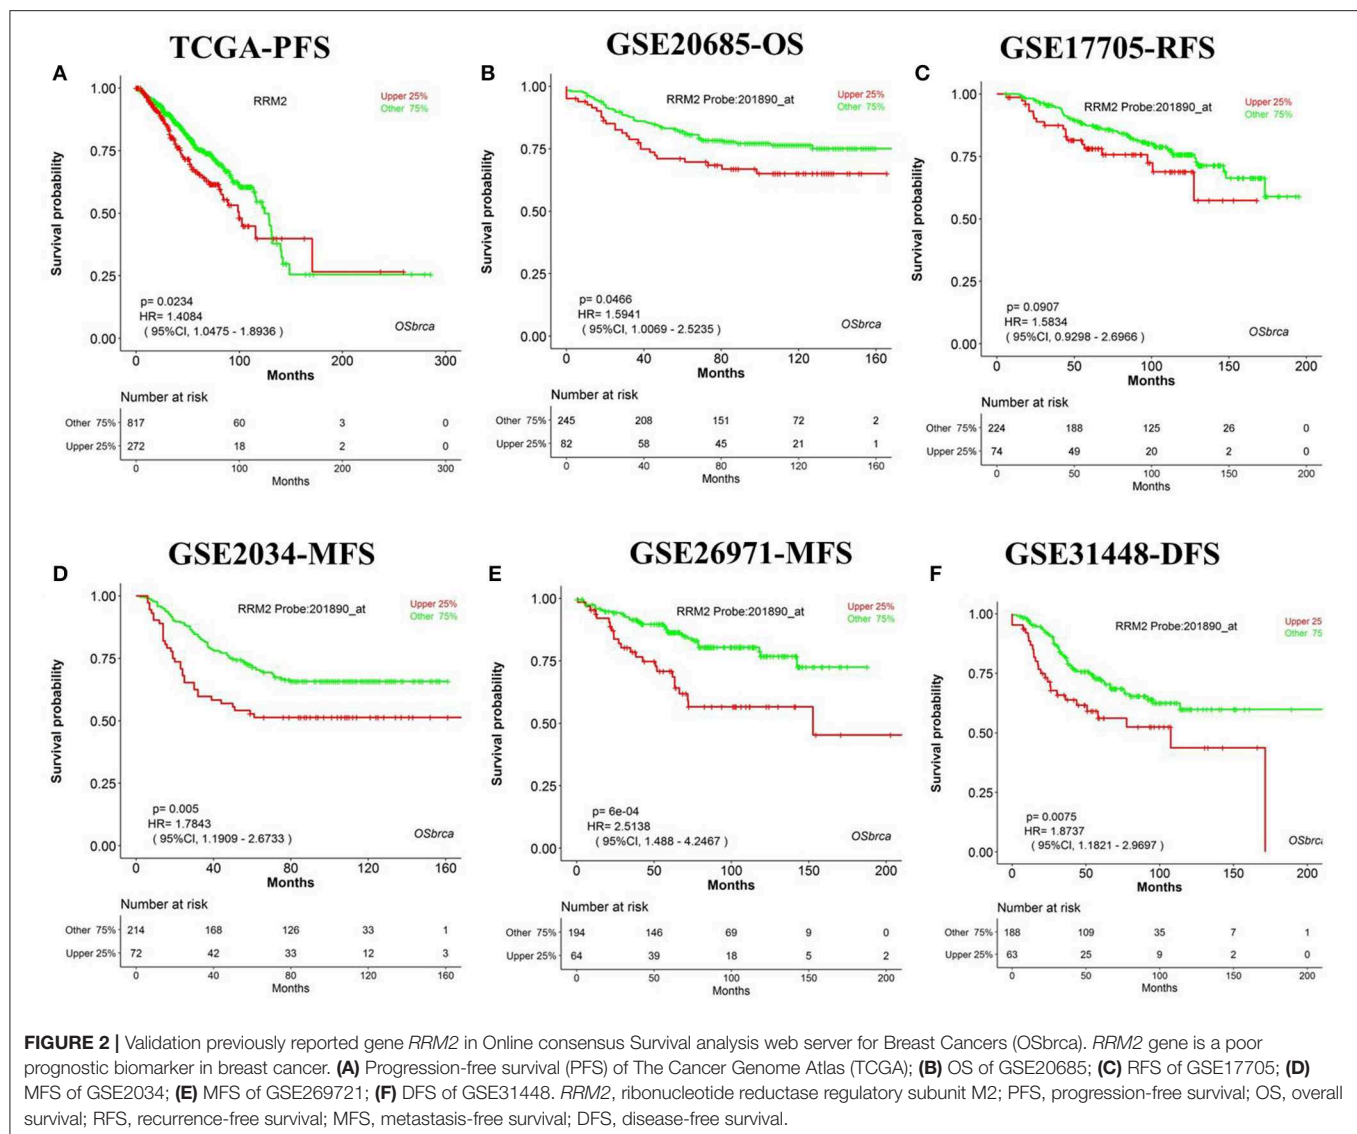 TCGA-PFS
A
RRM2
Upper 25%
Other 75%
1.00
0.75
0.50
0.25
0.00
Survival probability
p= 0.0234
HR= 1.4084
( 95%CI, 1.0475 - 1.8936 )
OSbrca
0 100 200 300
Months
Number at risk
Other 75% 817 60 3 0
Upper 25% 272 18 2 0
0 100 200 300
Months
GSE20685-OS
B
RRM2 Probe:201890_at
Upper 25%
Other 75%
1.00
0.75
0.50
0.25
0.00
Survival probability
p= 0.0466
HR= 1.5941
( 95%CI, 1.0069 - 2.5235 )
OSbrca
0 40 80 120 160
Months
Number at risk
Other 75% 245 208 151 72 2
Upper 25% 82 58 45 21 1
0 40 80 120 160
Months
GSE17705-RFS
C
RRM2 Probe:201890_at
Upper 25%
Other 75%
1.00
0.75
0.50
0.25
0.00
Survival probability
p= 0.0907
HR= 1.5834
( 95%CI, 0.9298 - 2.6966 )
OSbrca
0 50 100 150 200
Months
Number at risk
Other 75% 224 188 125 26 0
Upper 25% 74 49 20 2 0
0 50 100 150 200
Months
GSE2034-MFS
D
RRM2 Probe:201890_at
Upper 25%
Other 75%
1.00
0.75
0.50
0.25
0.00
Survival probability
p= 0.005
HR= 1.7843
( 95%CI, 1.1909 - 2.6733 )
OSbrca
0 40 80 120 160
Months
Number at risk
Other 75% 214 168 126 33 1
Upper 25% 72 42 33 12 3
0 40 80 120 160
Months
GSE26971-MFS
E
RRM2 Probe:201890_at
Upper 25%
Other 75%
1.00
0.75
0.50
0.25
0.00
Survival probability
p= 6e-04
HR= 2.5138
( 95%CI, 1.488 - 4.2467 )
OSbrca
0 50 100 150 200
Months
Number at risk
Other 75% 194 146 69 9 0
Upper 25% 64 39 18 5 2
0 50 100 150 200
Months
GSE31448-DFS
F
RRM2 Probe:201890_at
Upper 25
Other 75
1.00
0.75
0.50
0.25
0.00
Survival probability
p= 0.0075
HR= 1.8737
( 95%CI, 1.1821 - 2.9697 )
OSbrca
0 50 100 150 200
Months
Number at risk
Other 75% 188 109 35 7 1
Upper 25% 63 25 9 2 0
0 50 100 150 200
Months
FIGURE 2 | Validation previously reported gene RRM2 in Online consensus Survival analysis web server for Breast Cancers (OSbrca). RRM2 gene is a poor
prognostic biomarker in breast cancer. (A) Progression-free survival (PFS) of The Cancer Genome Atlas (TCGA); (B) OS of GSE20685; (C) RFS of GSE17705; (D)
MFS of GSE2034; (E) MFS of GSE269721; (F) DFS of GSE31448. RRM2, ribonucleotide reductase regulatory subunit M2; PFS, progression-free survival; OS, overall
survival; RFS, recurrence-free survival; MFS, metastasis-free survival; DFS, disease-free survival.